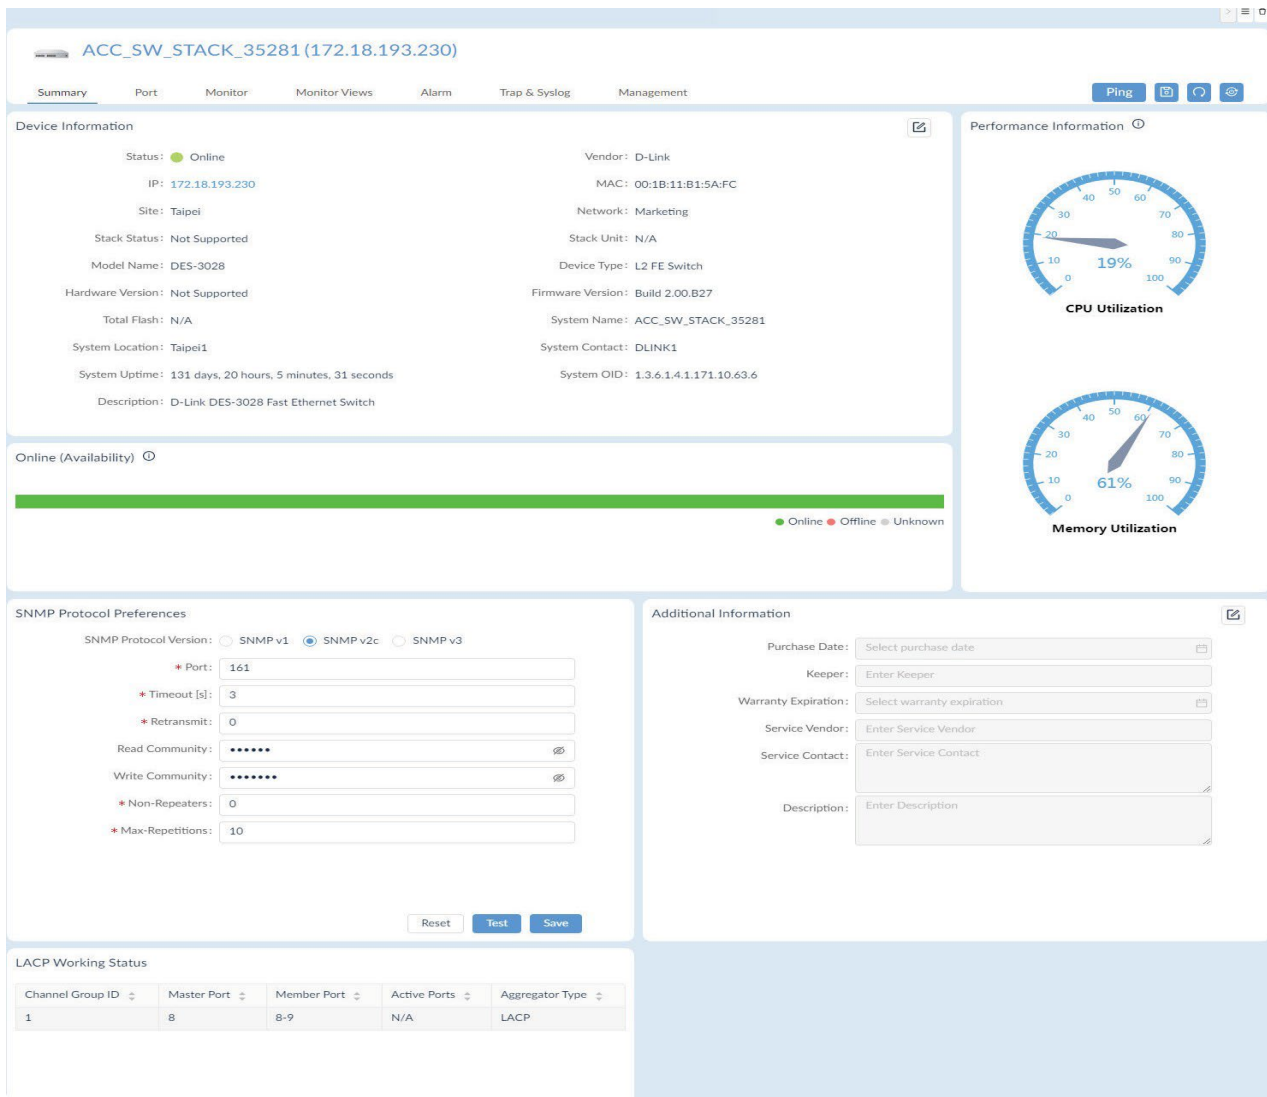 ACC_SW_STACK_35281 (172.18.193.230)
Summary Port Monitor Monitor Views Alarm Trap & Syslog Management Ping
Device Information
Status: Online
Vendor: D-Link
IP: 172.18.193.230
MAC: 00:1B:11:B1:5A:FC
Site: Taipei
Network: Marketing
Stack Status: Not Supported
Stack Unit: N/A
Model Name: DES-3028
Device Type: L2 FE Switch
Hardware Version: Not Supported
Firmware Version: Build 2.00.B27
Total Flash: N/A
System Name: ACC_SW_STACK_35281
System Location: Taipei1
System Contact: DLINK1
System Uptime: 131 days, 20 hours, 5 minutes, 31 seconds
System OID: 1.3.6.1.4.1.171.10.63.6
Description: D-Link DES-3028 Fast Ethernet Switch
Performance Information
0 10 20 30 40 50 60 70 80 90 100
19%
CPU Utilization
0 10 20 30 40 50 60 70 80 90 100
61%
Memory Utilization
Online (Availability)
Online Offline Unknown
SNMP Protocol Preferences
SNMP Protocol Version: SNMP v1 SNMP v2c SNMP v3
* Port: 161
* Timeout [s]: 3
* Retransmit: 0
Read Community: ••••••
Write Community: •••••••
* Non-Repeaters: 0
* Max-Repetitions: 10
Reset Test Save
Additional Information
Purchase Date: Select purchase date
Keeper: Enter Keeper
Warranty Expiration: Select warranty expiration
Service Vendor: Enter Service Vendor
Service Contact: Enter Service Contact
Description: Enter Description
LACP Working Status
Channel Group ID Master Port Member Port Active Ports Aggregator Type
1 8 8-9 N/A LACP